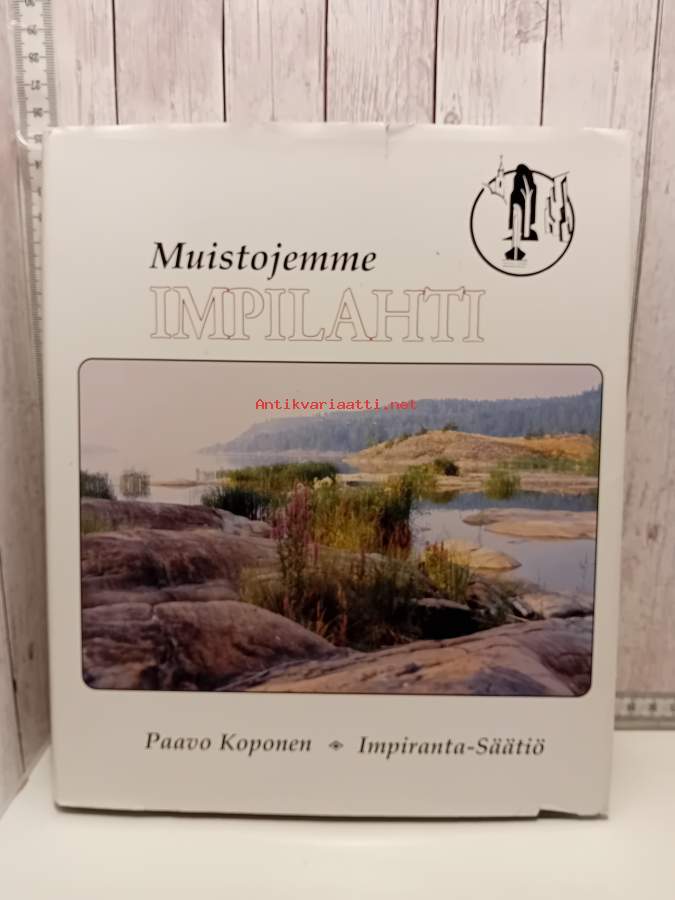 Muistojemme
IMPILAHTI
Antikvariaatti.net
Paavo Koponen Impiranta-Säätiö